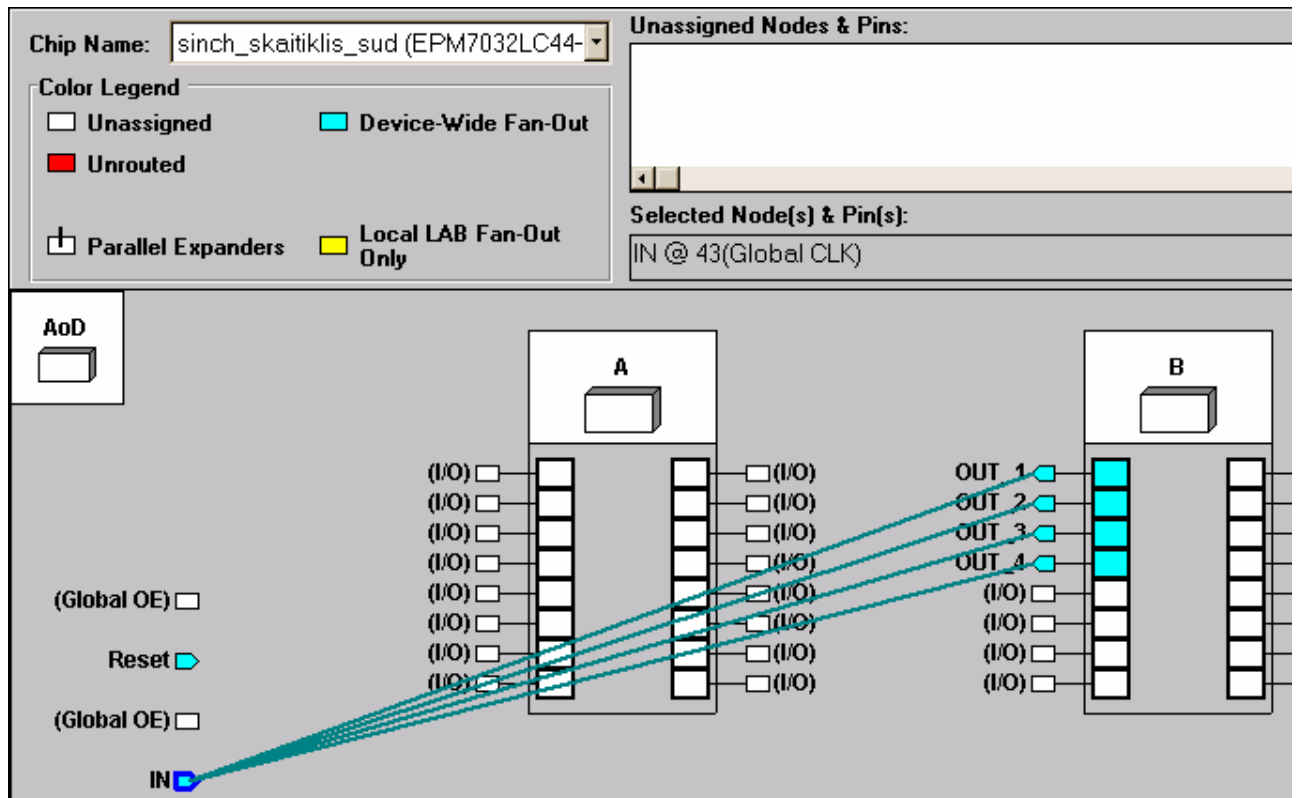 Chip Name: sinch_skaitiklis_sud (EPM7032LC44-
Unassigned Nodes & Pins:
Color Legend
Unassigned
Device-Wide Fan-Out
Unrouted
Parallel Expanders
Local LAB Fan-Out
Only
Selected Node(s) & Pin(s):
IN @ 43(Global CLK)
AoD
A
B
(I/O) (I/O) OUT_1
(I/O) (I/O) OUT_2
(I/O) (I/O) OUT_3
(I/O) (I/O) OUT_4
(I/O) (I/O) (I/O)
(I/O) (I/O) (I/O)
(I/O) (I/O) (I/O)
(I/O) (I/O) (I/O)
(Global OE)
Reset
(Global OE)
IN